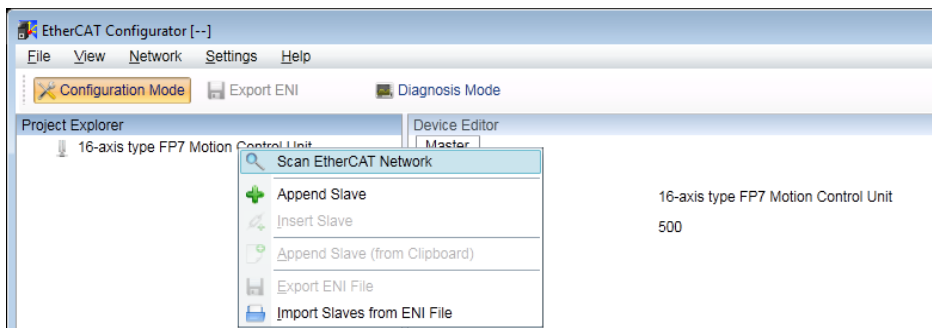 EtherCAT Configurator [--]
File View Network Settings Help
Configuration Mode Export ENI Diagnosis Mode
Project Explorer Device Editor
16-axis type FP7 Motion Control Unit Master
Scan EtherCAT Network
Append Slave 16-axis type FP7 Motion Control Unit
Insert Slave 500
Append Slave (from Clipboard)
Export ENI File
Import Slaves from ENI File